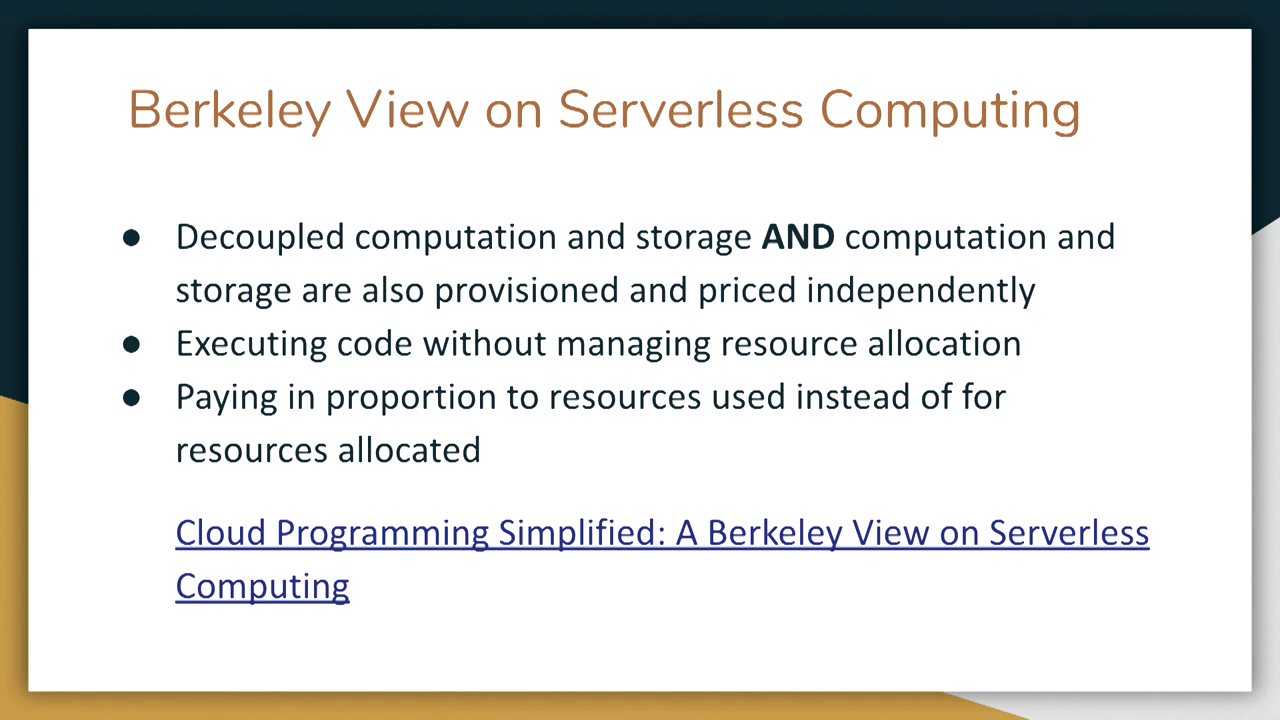 Berkeley View on Serverless Computing
● Decoupled computation and storage AND computation and
storage are also provisioned and priced independently
● Executing code without managing resource allocation
● Paying in proportion to resources used instead of for
resources allocated
Cloud Programming Simplified: A Berkeley View on Serverless
Computing